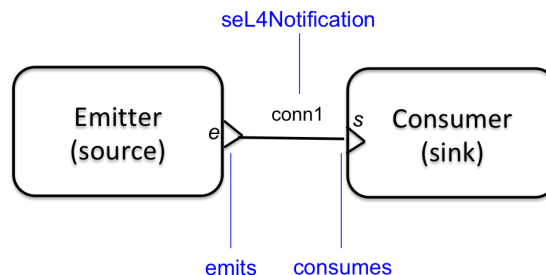 seL4Notification
conn1
Emitter
(source)
e
s
Consumer
(sink)
emits
consumes